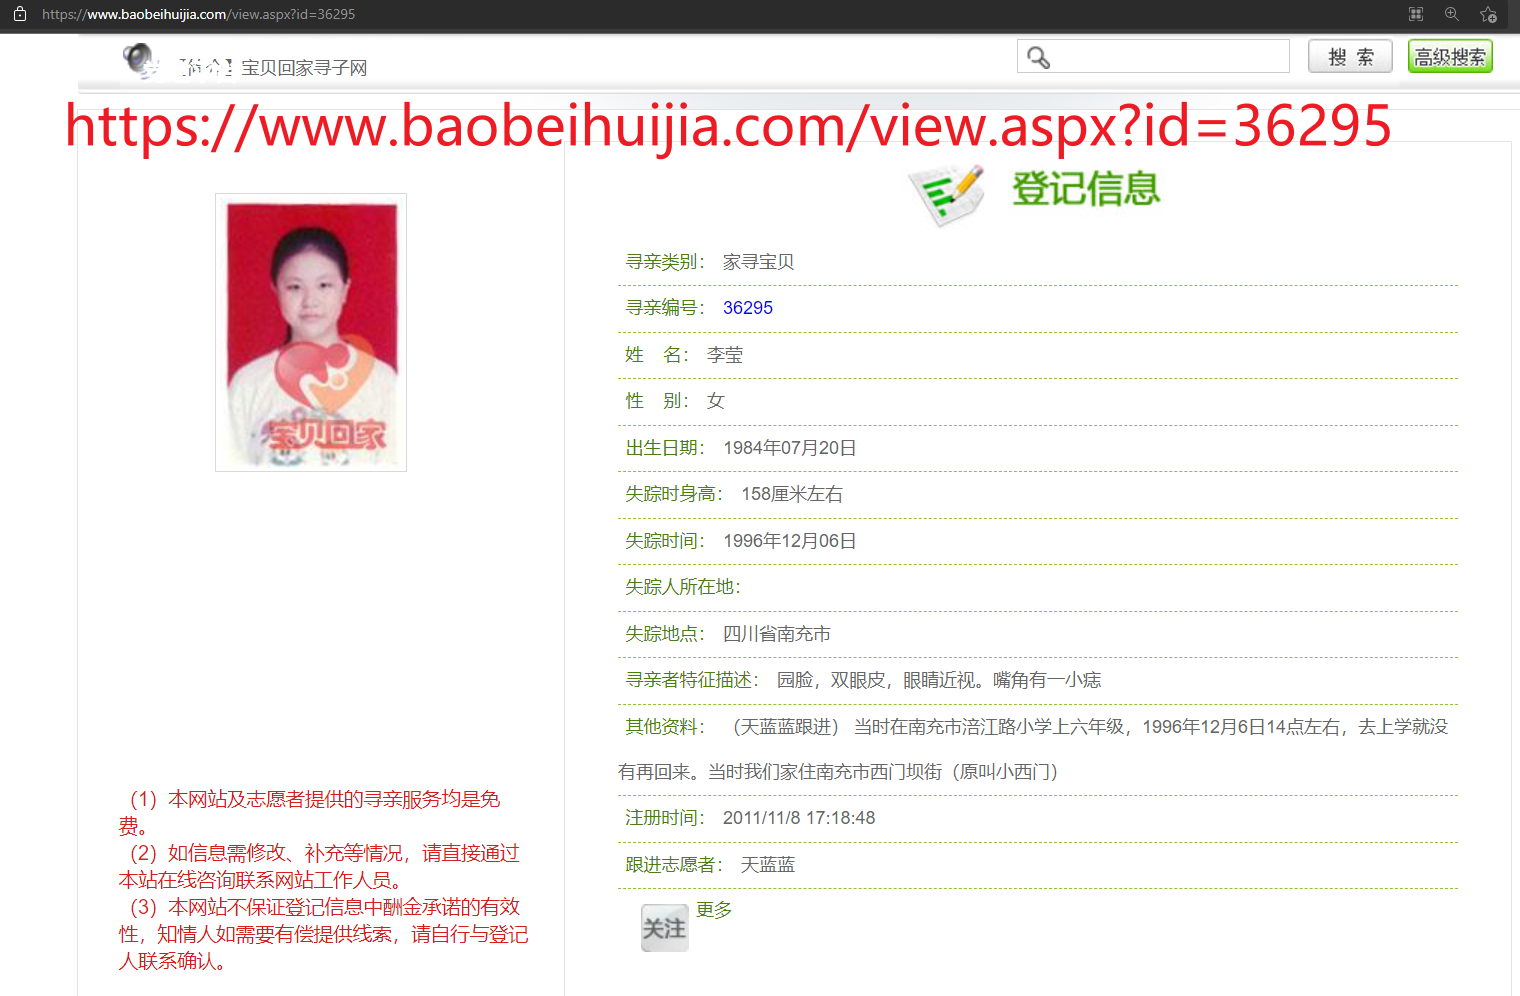 https://www.baobeihuijia.com/view.aspx?id=36295
宝贝回家寻子网
搜 索
高级搜索
https://www.baobeihuijia.com/view.aspx?id=36295
宝贝回家
登记信息
寻亲类别： 家寻宝贝
寻亲编号： 36295
姓 名： 李莹
性 别： 女
出生日期： 1984年07月20日
失踪时身高： 158厘米左右
失踪时间： 1996年12月06日
失踪人所在地：
失踪地点： 四川省南充市
寻亲者特征描述： 园脸，双眼皮，眼睛近视。嘴角有一小痣
其他资料： （天蓝蓝跟进） 当时在南充市涪江路小学上六年级，1996年12月6日14点左右，去上学就没
有再回来。当时我们家住南充市西门坝街（原叫小西门）
注册时间： 2011/11/8 17:18:48
跟进志愿者： 天蓝蓝
关注 更多
（1）本网站及志愿者提供的寻亲服务均是免
费。
（2）如信息需修改、补充等情况，请直接通过
本站在线咨询联系网站工作人员。
（3）本网站不保证登记信息中酬金承诺的有效
性，知情人如需要有偿提供线索，请自行与登记
人联系确认。